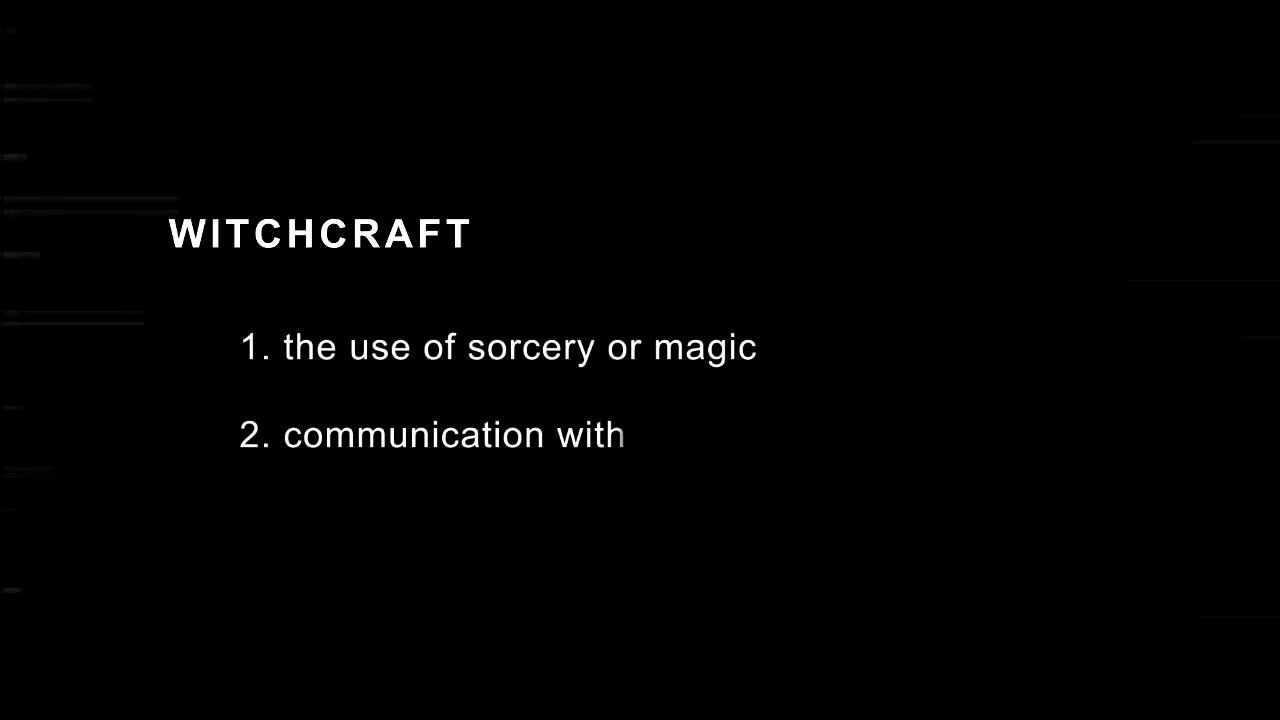 WITCHCRAFT
1. the use of sorcery or magic
2. communication with